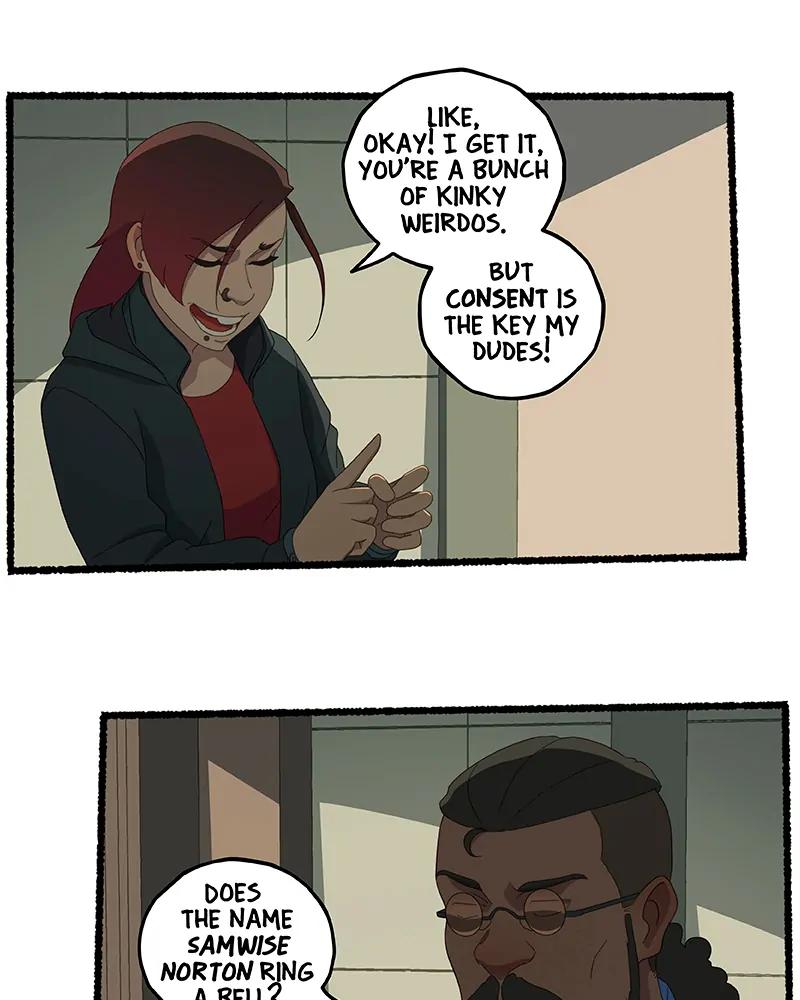 LIKE,
OKAY! I GET IT,
YOU'RE A BUNCH
OF KINKY
WEIRDOS.
BUT
CONSENT IS
THE KEY MY
DUDES!
DOES
THE NAME
SAMWISE
NORTON RING
A BELL?